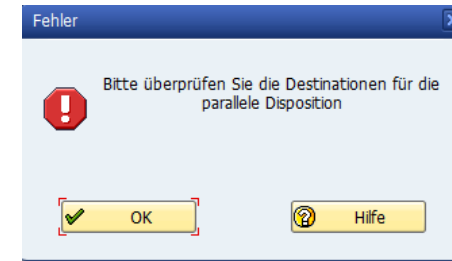 Fehler
Bitte überprüfen Sie die Destinationen für die
parallele Disposition
OK
Hilfe